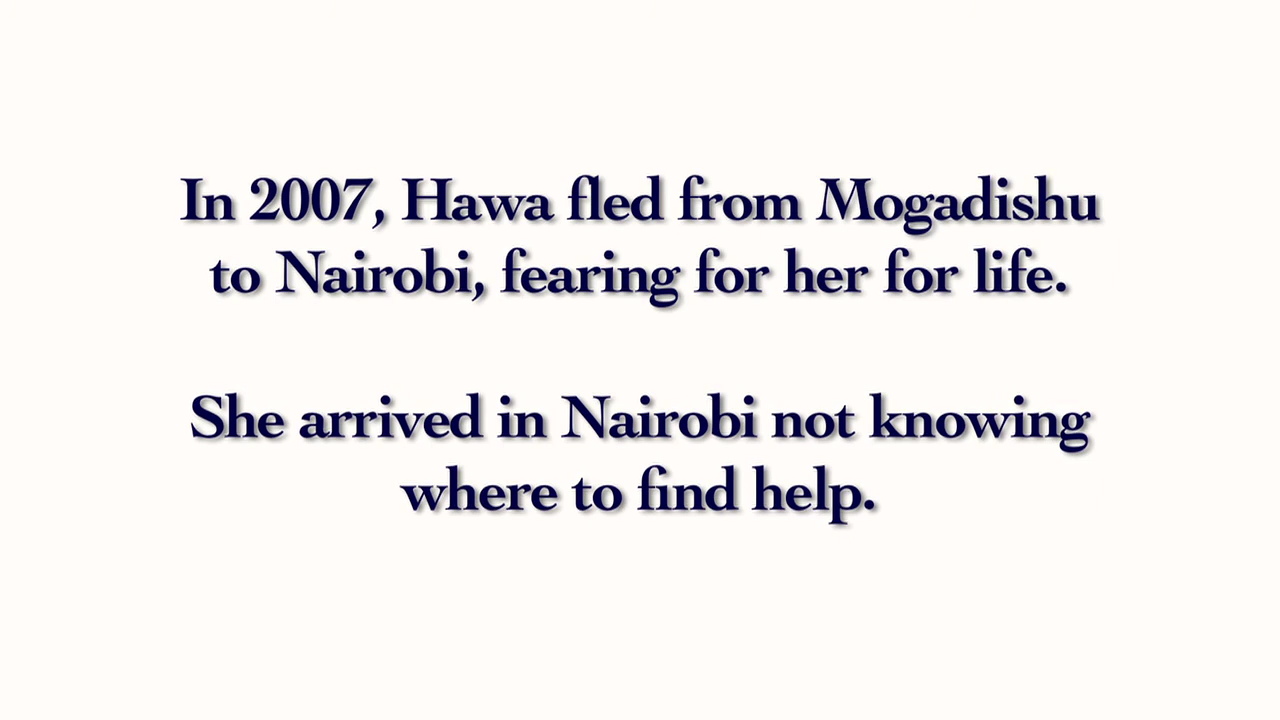 In 2007, Hawa fled from Mogadishu
to Nairobi, fearing for her for life.
She arrived in Nairobi not knowing
where to find help.